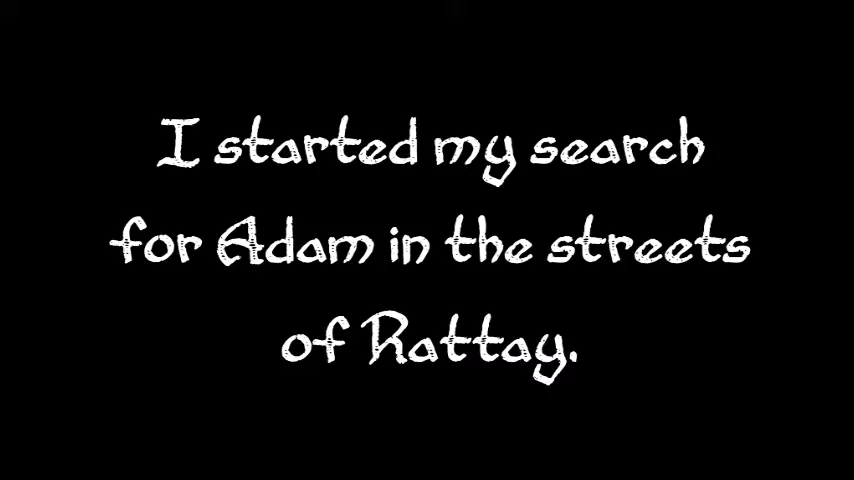 I started my search
for Adam in the streets
of Rattay.